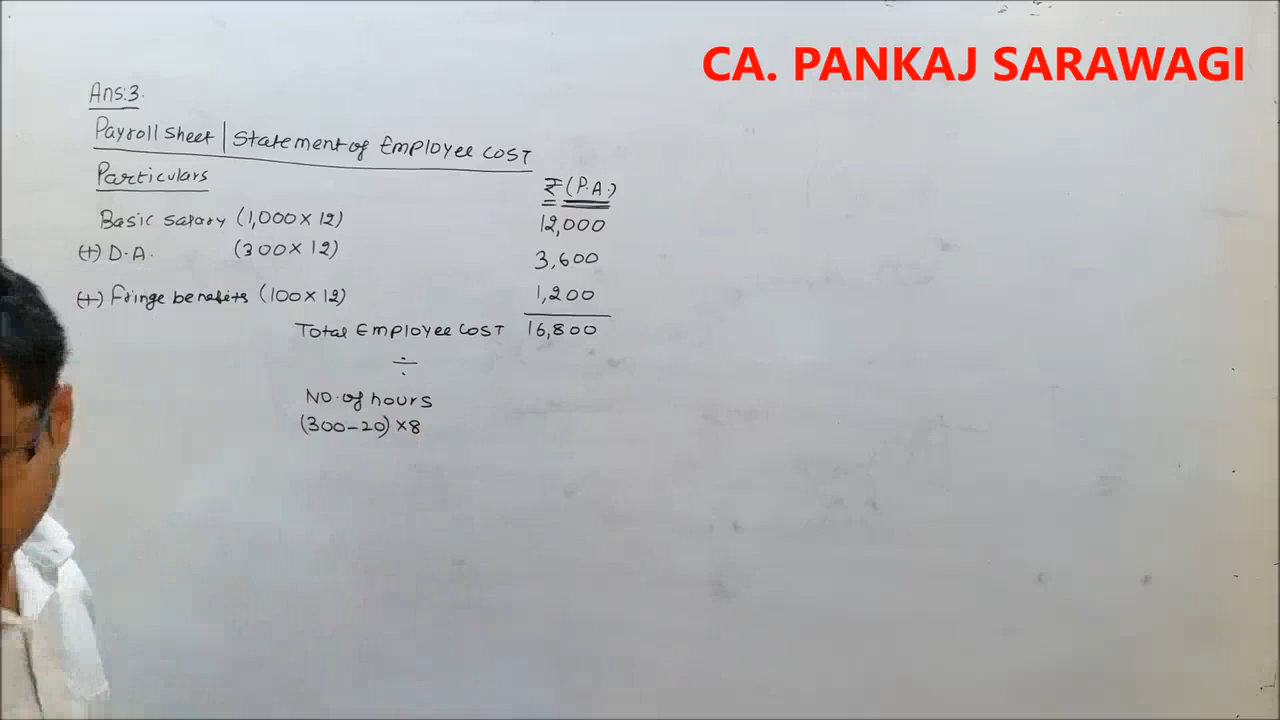 CA. PANKAJ SARAWAGI
Ans:3.
Payroll sheet | Statement of Employee Cost
Particulars ₹ (P.A.)
Basic salary (1,000 × 12) 12,000
(+) D.A. (300 × 12) 3,600
(+) Fringe benefits (100 × 12) 1,200
Total Employee Cost 16,800
÷
No. of hours
(300-20) × 8